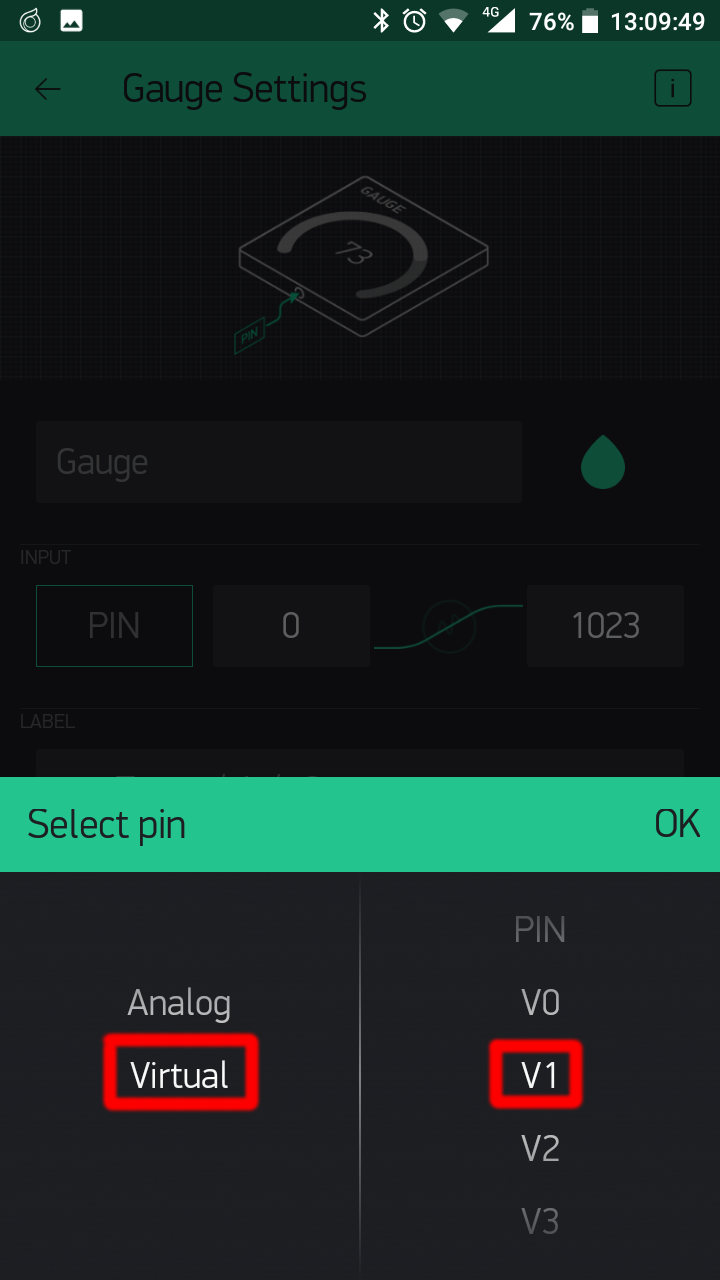 4G 76% 13:09:49
Gauge Settings i
GAUGE
73
PIN
Gauge
INPUT
PIN 0 1023
LABEL
Select pin OK
PIN
Analog V0
Virtual V1
V2
V3